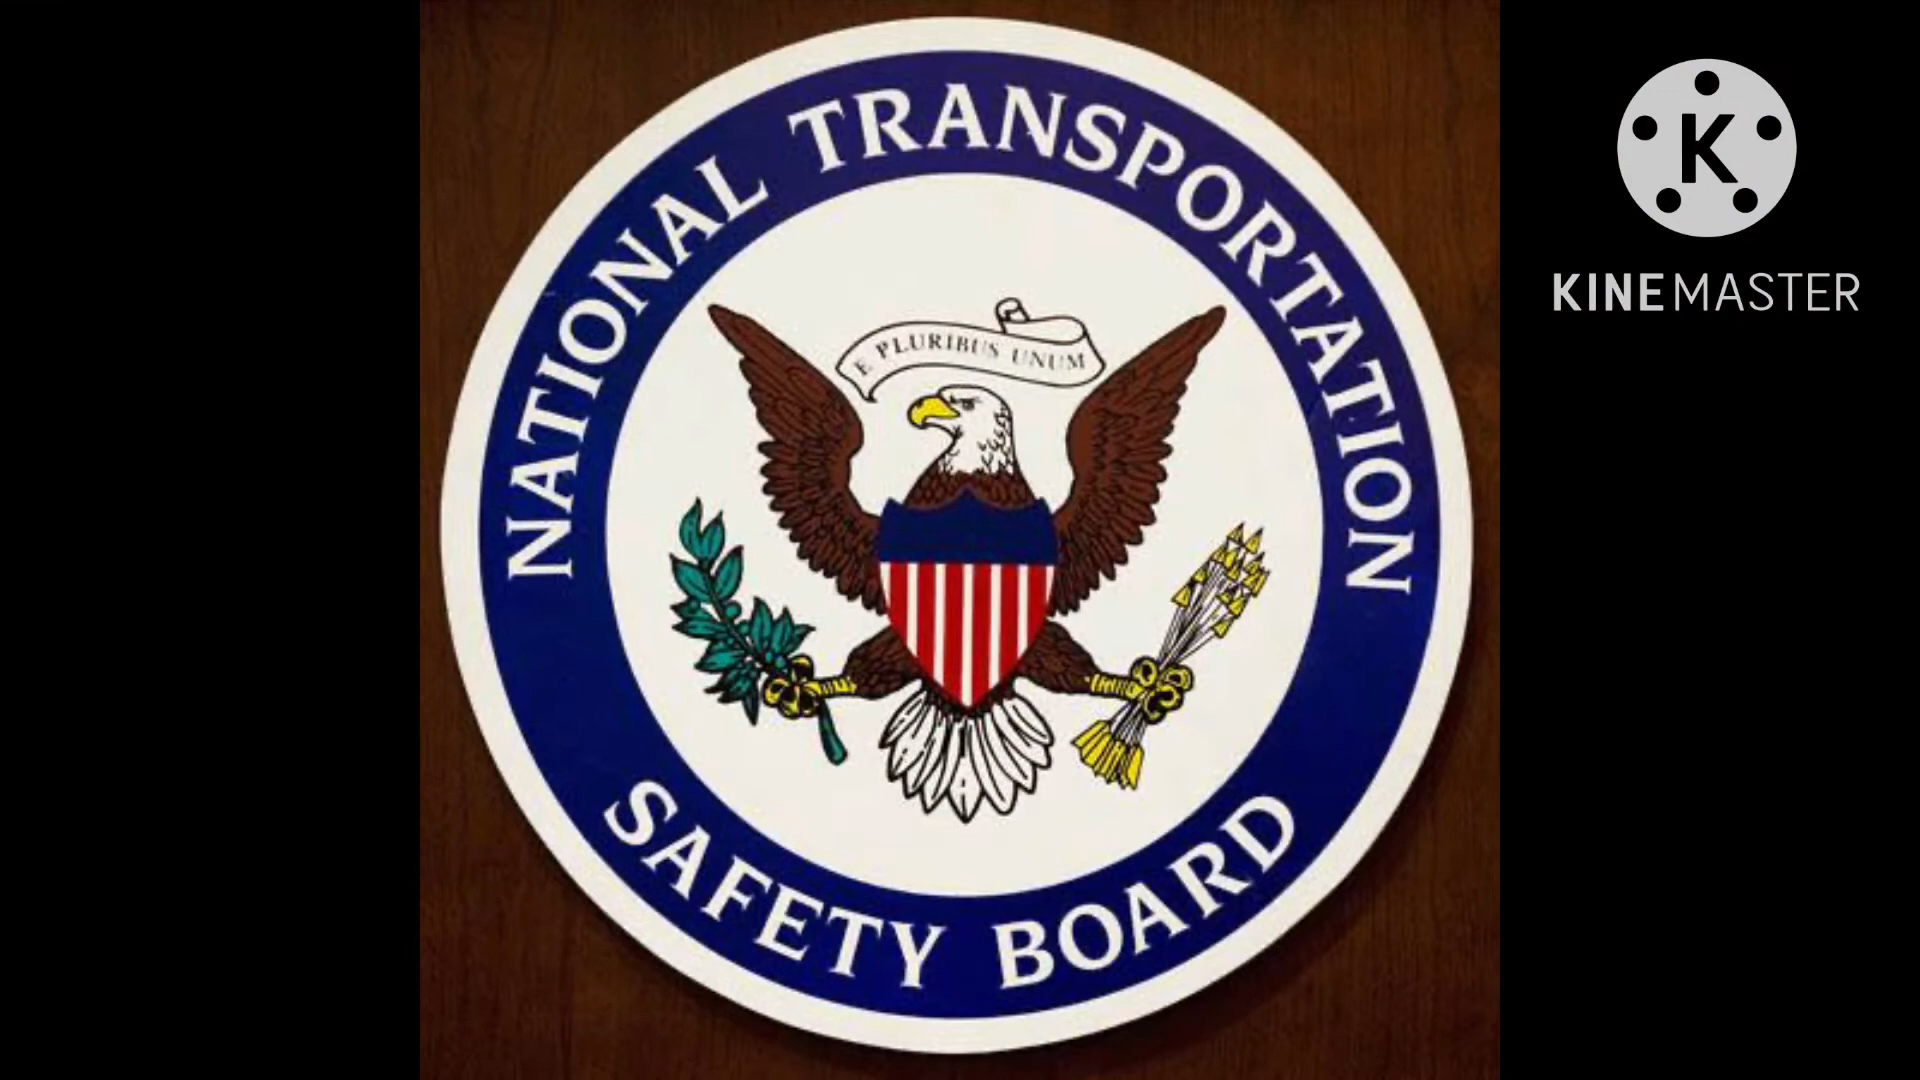 NATIONAL TRANSPORTATION
SAFETY BOARD
E PLURIBUS UNUM
K
KINEMASTER